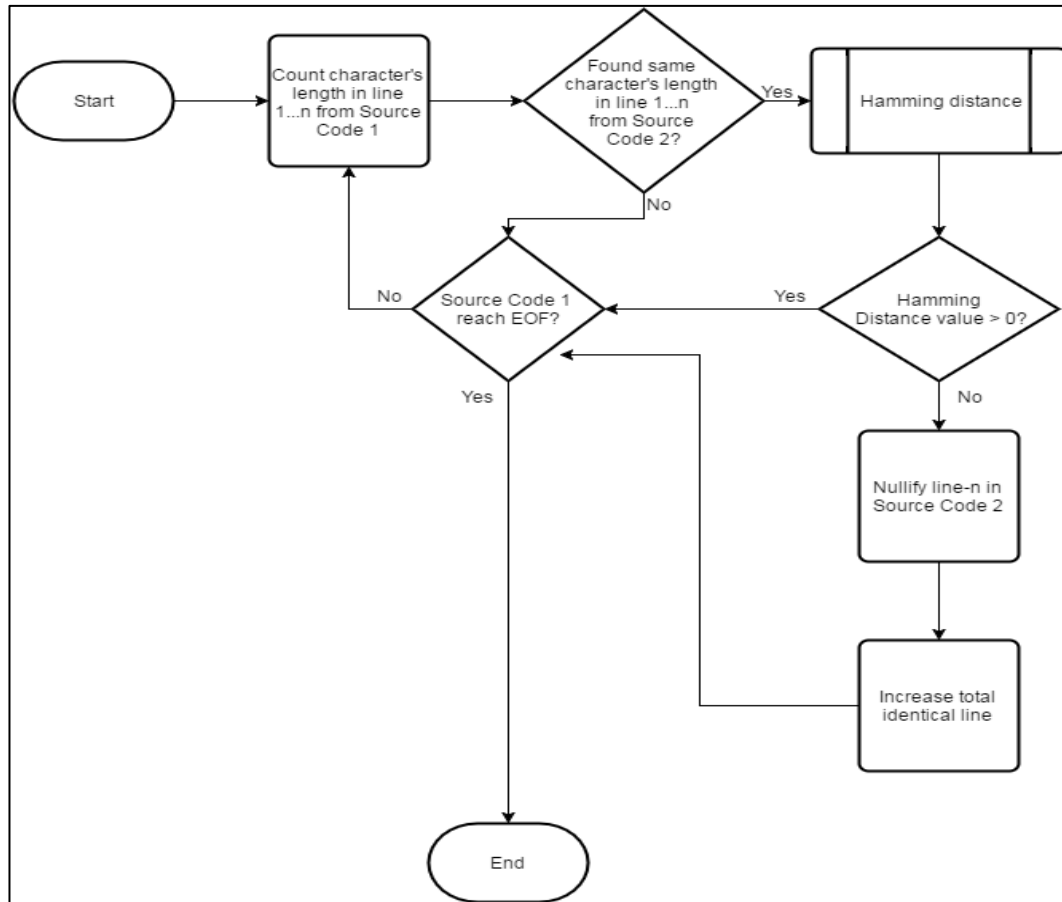 Start
Count character's
length in line
1...n from Source
Code 1
Found same
character's length
in line 1...n
from Source
Code 2?
Yes
Hamming distance
No
Source Code 1
reach EOF?
No
Yes
Hamming
Distance value > 0?
Yes
No
Nullify line-n in
Source Code 2
Increase total
identical line
End